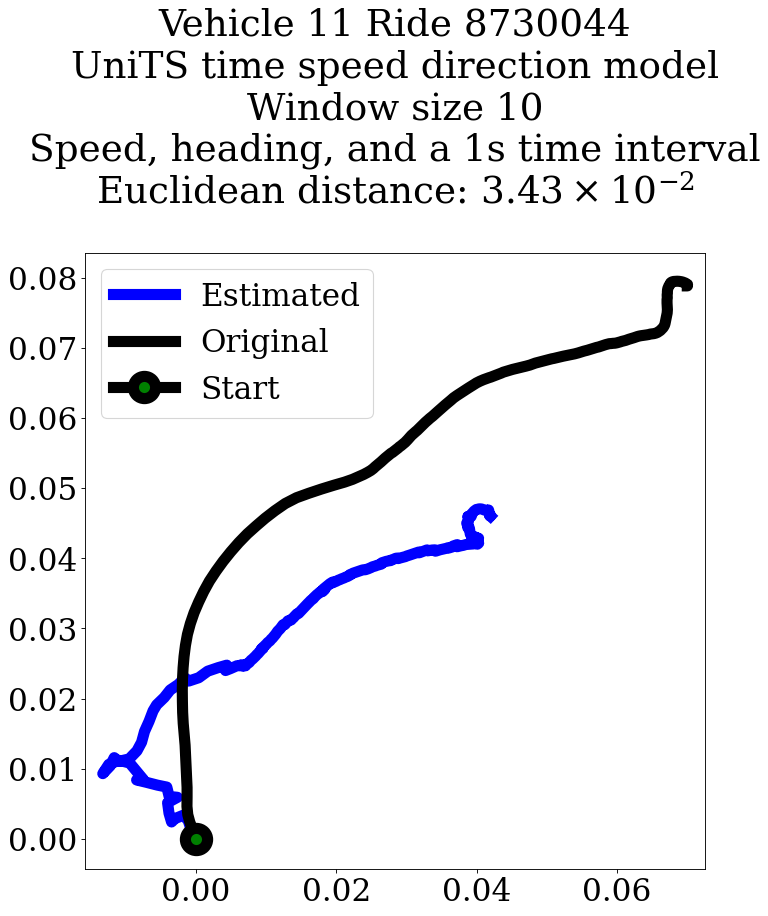 Vehicle 11 Ride 8730044
UniTS time speed direction model
Window size 10
Speed, heading, and a 1s time interval
Euclidean distance: 3.43 × 10⁻²
Estimated
Original
Start
0.08
0.07
0.06
0.05
0.04
0.03
0.02
0.01
0.00
0.00 0.02 0.04 0.06